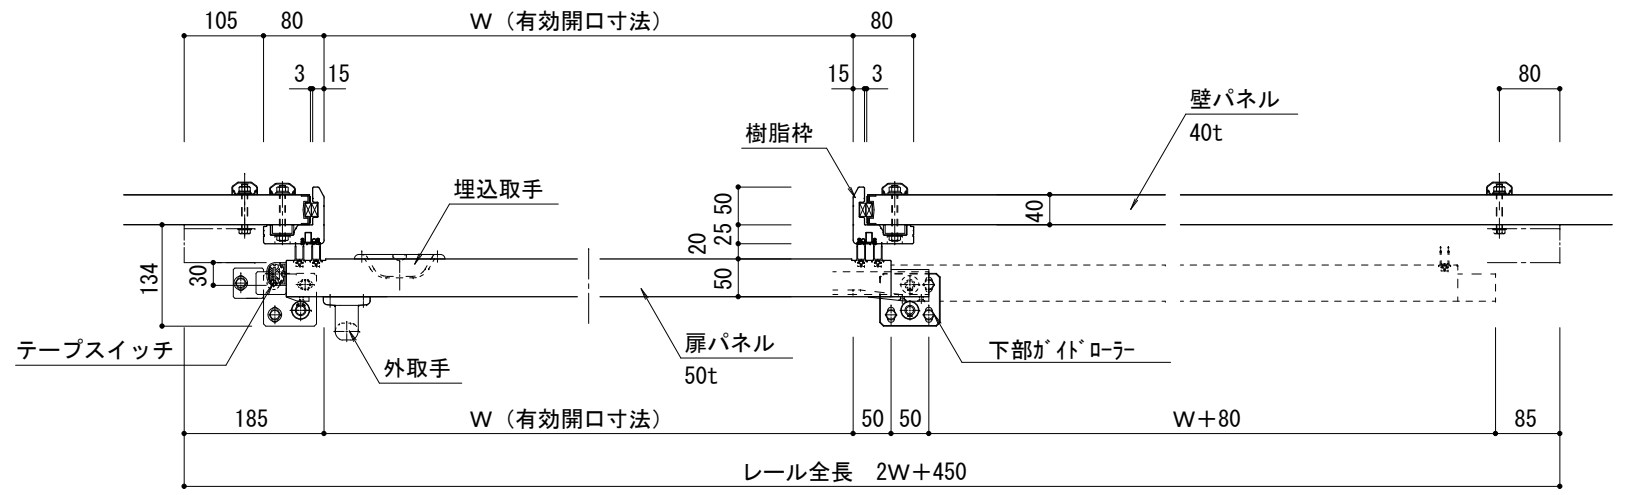 105
80
W（有効開口寸法）
80
3
15
15
3
80
壁パネル
40t
樹脂枠
埋込取手
50
25
20
50
40
134
30
テープスイッチ
外取手
扉パネル
50t
下部ｶﾞｲﾄﾞﾛｰﾗｰ
185
W（有効開口寸法）
50
50
W+80
85
レール全長　2W+450